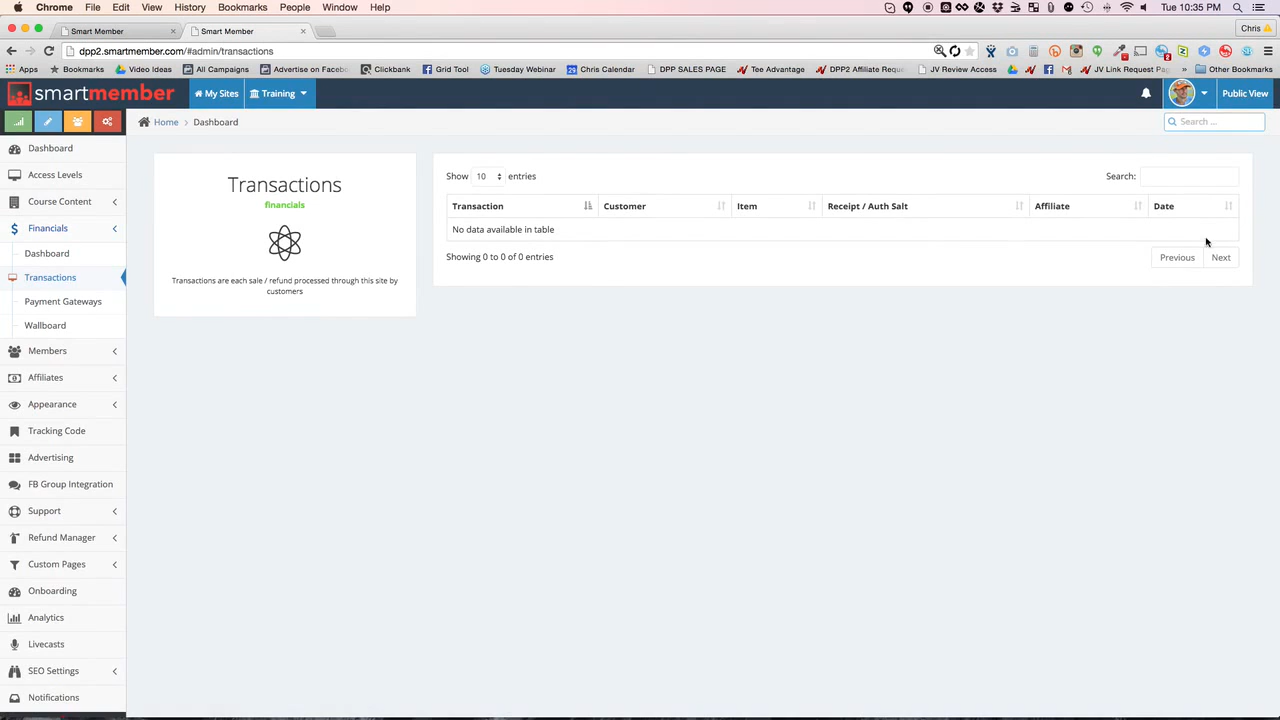 Chrome File Edit View History Bookmarks People Window Help Tue 10:35 PM
Smart Member Smart Member Chris
dpp2.smartmember.com/#admin/transactions
Apps Bookmarks Video Ideas All Campaigns Advertise on Facebo Clickbank Grid Tool Tuesday Webinar Chris Calendar DPP SALES PAGE Tee Advantage DPP2 Affiliate Reque JV Review Access JV Link Request Pag » Other Bookmarks
smartmember My Sites Training Public View
Home > Dashboard Search ...
Dashboard
Access Levels
Course Content
Financials
Dashboard
Transactions
Payment Gateways
Wallboard
Members
Affiliates
Appearance
Tracking Code
Advertising
FB Group Integration
Support
Refund Manager
Custom Pages
Onboarding
Analytics
Livecasts
SEO Settings
Notifications
Transactions
financials
Transactions are each sale / refund processed through this site by
customers
Show 10 entries Search:
Transaction Customer Item Receipt / Auth Salt Affiliate Date
No data available in table
Showing 0 to 0 of 0 entries Previous Next